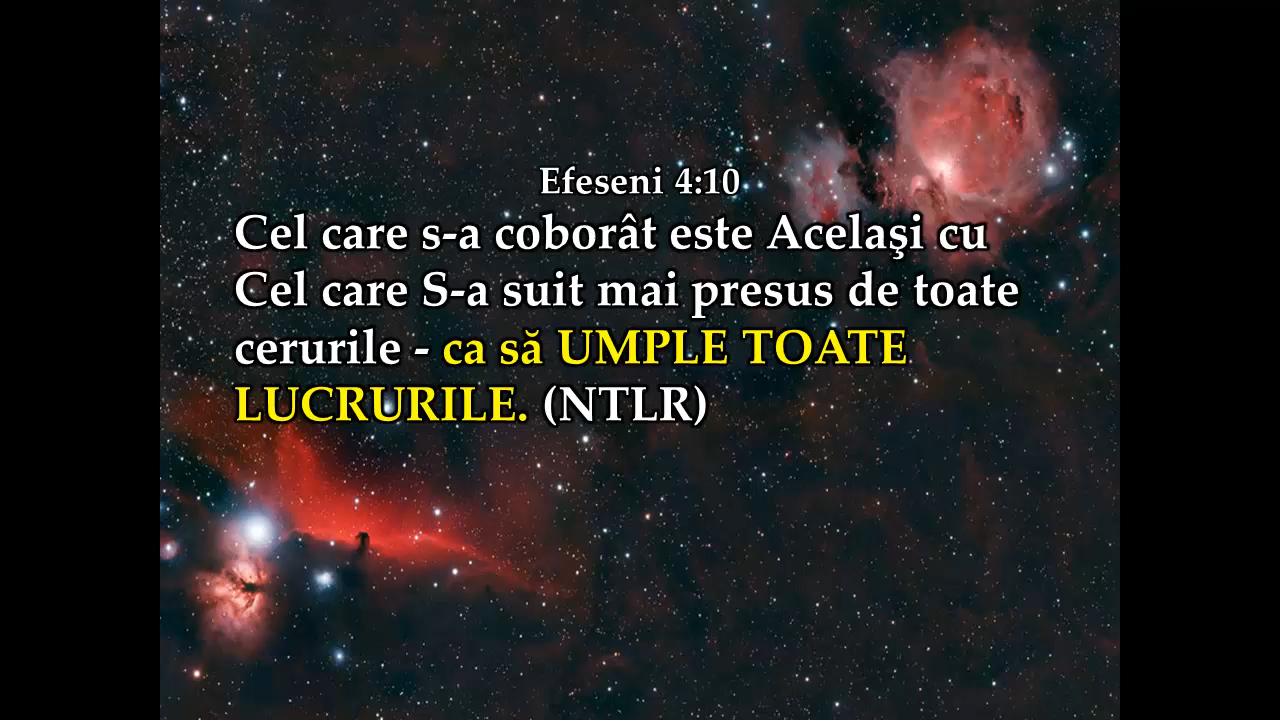 Efeseni 4:10
Cel care s-a coborât este Acelaşi cu
Cel care S-a suit mai presus de toate
cerurile - ca să UMPLE TOATE
LUCRURILE. (NTLR)